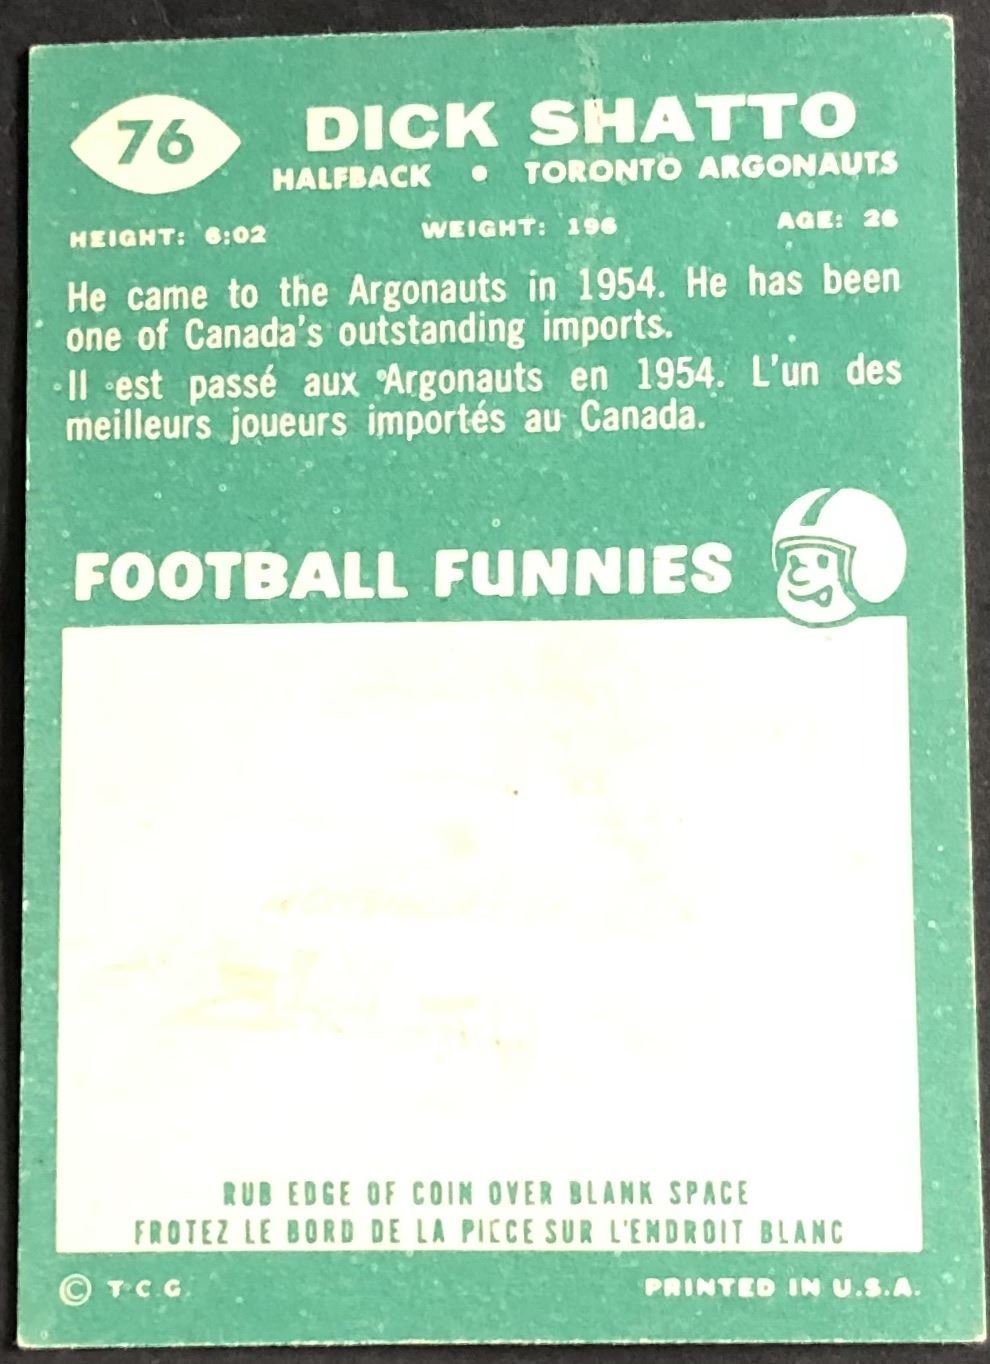 76
DICK SHATTO
HALFBACK • TORONTO ARGONAUTS
HEIGHT: 6:02 WEIGHT: 196 AGE: 26
He came to the Argonauts in 1954. He has been
one of Canada's outstanding imports.
Il est passé aux Argonauts en 1954. L'un des
meilleurs joueurs importés au Canada.
FOOTBALL FUNNIES
RUB EDGE OF COIN OVER BLANK SPACE
FROTEZ LE BORD DE LA PIECE SUR L'ENDROIT BLANC
© T.C.G. PRINTED IN U.S.A.